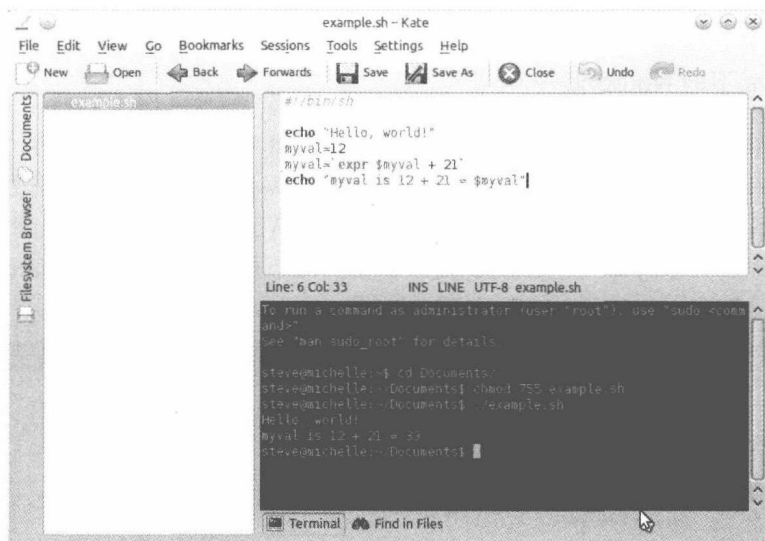 example.sh – Kate
File Edit View Go Bookmarks Sessions Tools Settings Help
New Open Back Forwards Save Save As Close Undo Redo
Documents
Filesystem Browser
example.sh
#!/bin/sh
echo "Hello, world!"
myval=12
myval=`expr $myval + 21`
echo "myval is 12 + 21 = $myval"
Line: 6 Col: 33 INS LINE UTF-8 example.sh
To run a command as administrator (user "root"), use "sudo <comm
and>"
See "man sudo_root" for details.
steve@michelle:~$ cd Documents/
steve@michelle:~/Documents$ chmod 755 example.sh
steve@michelle:~/Documents$ ./example.sh
Hello, world!
myval is 12 + 21 = 33
steve@michelle:~/Documents$
Terminal Find in Files